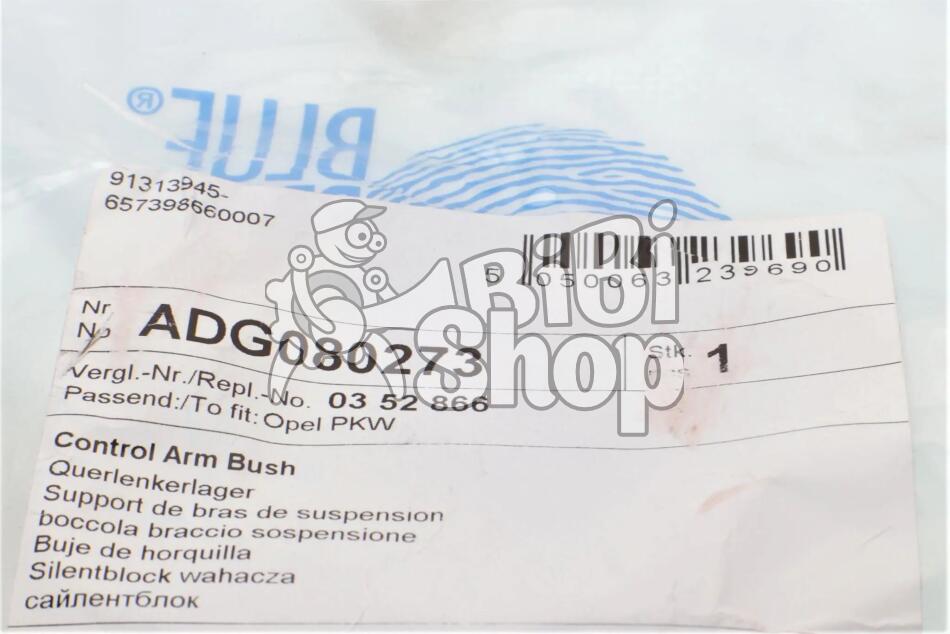 BLUE®
91313945-
657398660007
5 050063 239690
Nr.
No
ADG080273
Stk.
1
Vergl.-Nr./Repl.-No. 03 52 866
Passend:/To fit: Opel PKW
Control Arm Bush
Querlenkerlager
Support de bras de suspension
boccola braccio sospensione
Buje de horquilla
Silentblock wahacza
сайлентблок
BIBI
Shop